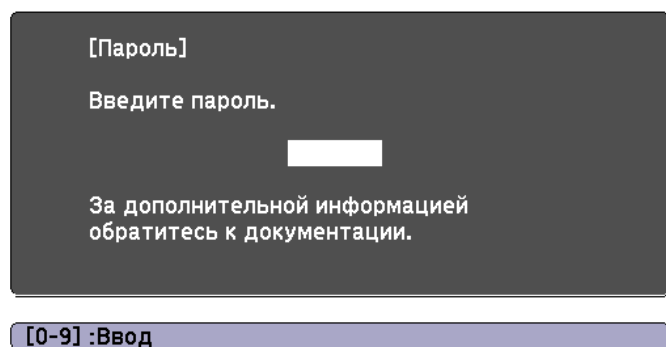 [Пароль]
Введите пароль.
За дополнительной информацией
обратитесь к документации.
[0-9] :Ввод